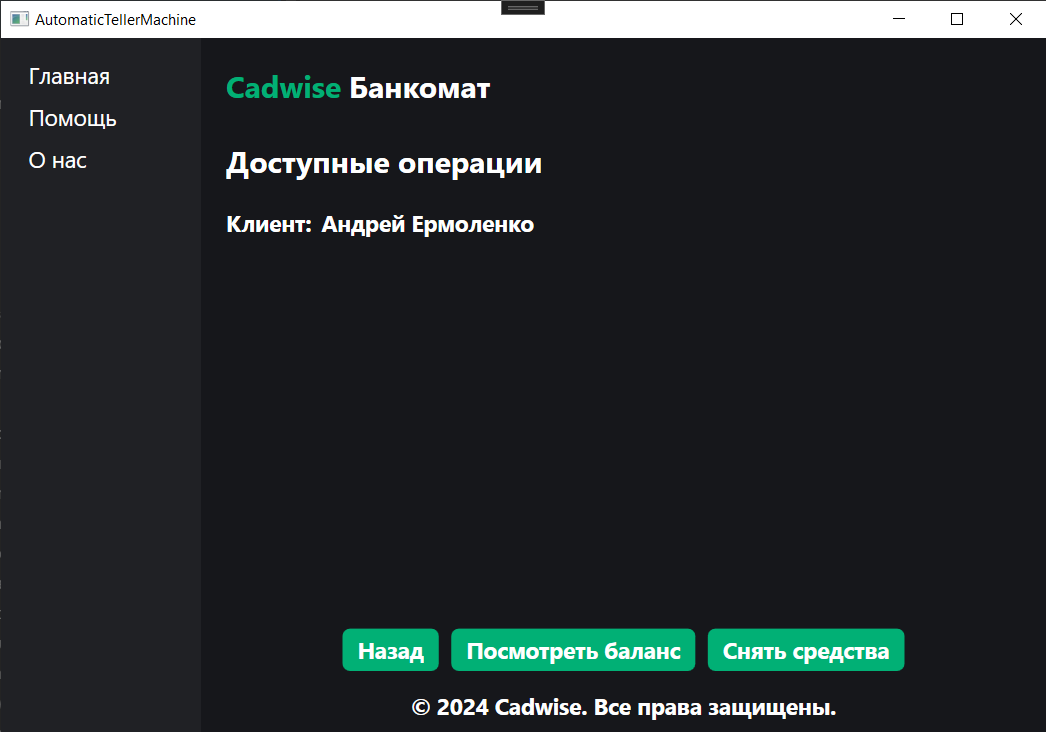 AutomaticTellerMachine
Главная
Помощь
О нас
Cadwise Банкомат
Доступные операции
Клиент: Андрей Ермоленко
Назад
Посмотреть баланс
Снять средства
© 2024 Cadwise. Все права защищены.